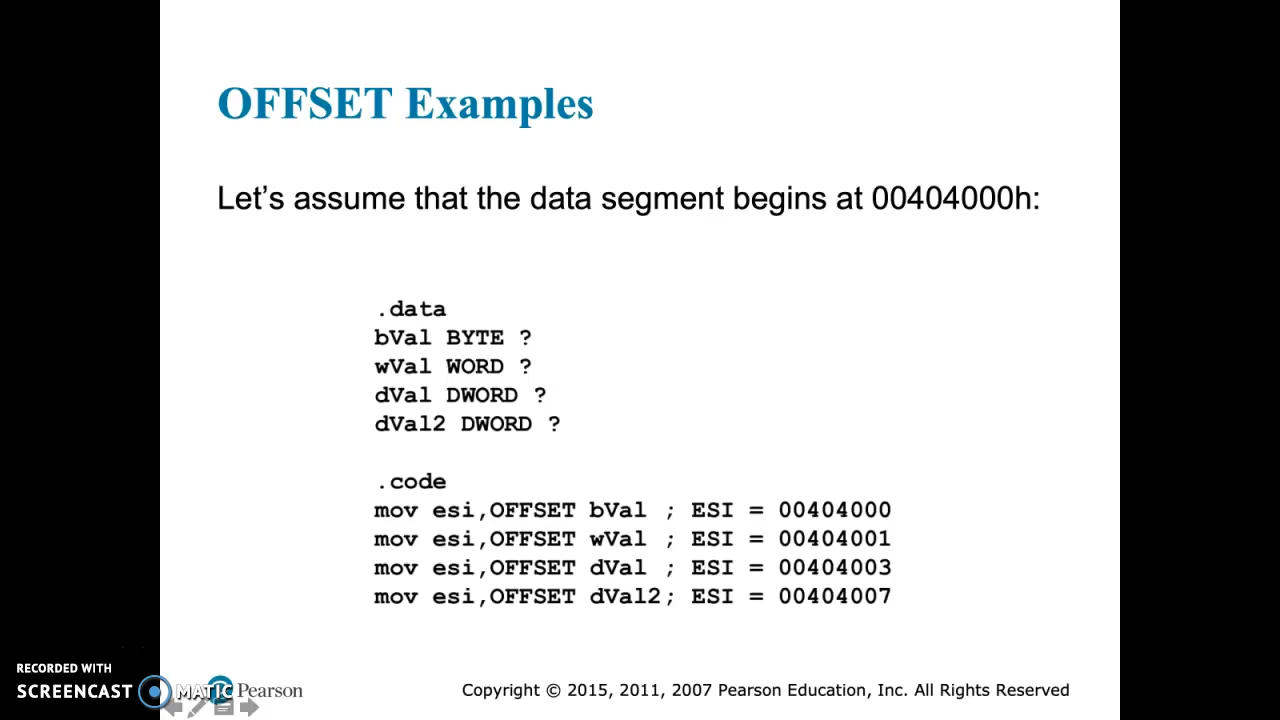 OFFSET Examples
Let's assume that the data segment begins at 00404000h:
.data
bVal BYTE ?
wVal WORD ?
dVal DWORD ?
dVal2 DWORD ?
.code
mov esi,OFFSET bVal ; ESI = 00404000
mov esi,OFFSET wVal ; ESI = 00404001
mov esi,OFFSET dVal ; ESI = 00404003
mov esi,OFFSET dVal2; ESI = 00404007
RECORDED WITH
SCREENCAST MATIC
Pearson
Copyright © 2015, 2011, 2007 Pearson Education, Inc. All Rights Reserved